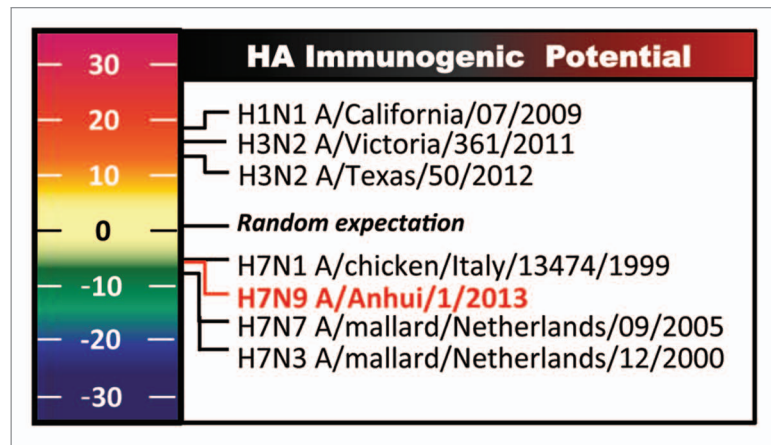 HA Immunogenic Potential
30
20
10
0
-10
-20
-30
H1N1 A/California/07/2009
H3N2 A/Victoria/361/2011
H3N2 A/Texas/50/2012
Random expectation
H7N1 A/chicken/Italy/13474/1999
H7N9 A/Anhui/1/2013
H7N7 A/mallard/Netherlands/09/2005
H7N3 A/mallard/Netherlands/12/2000